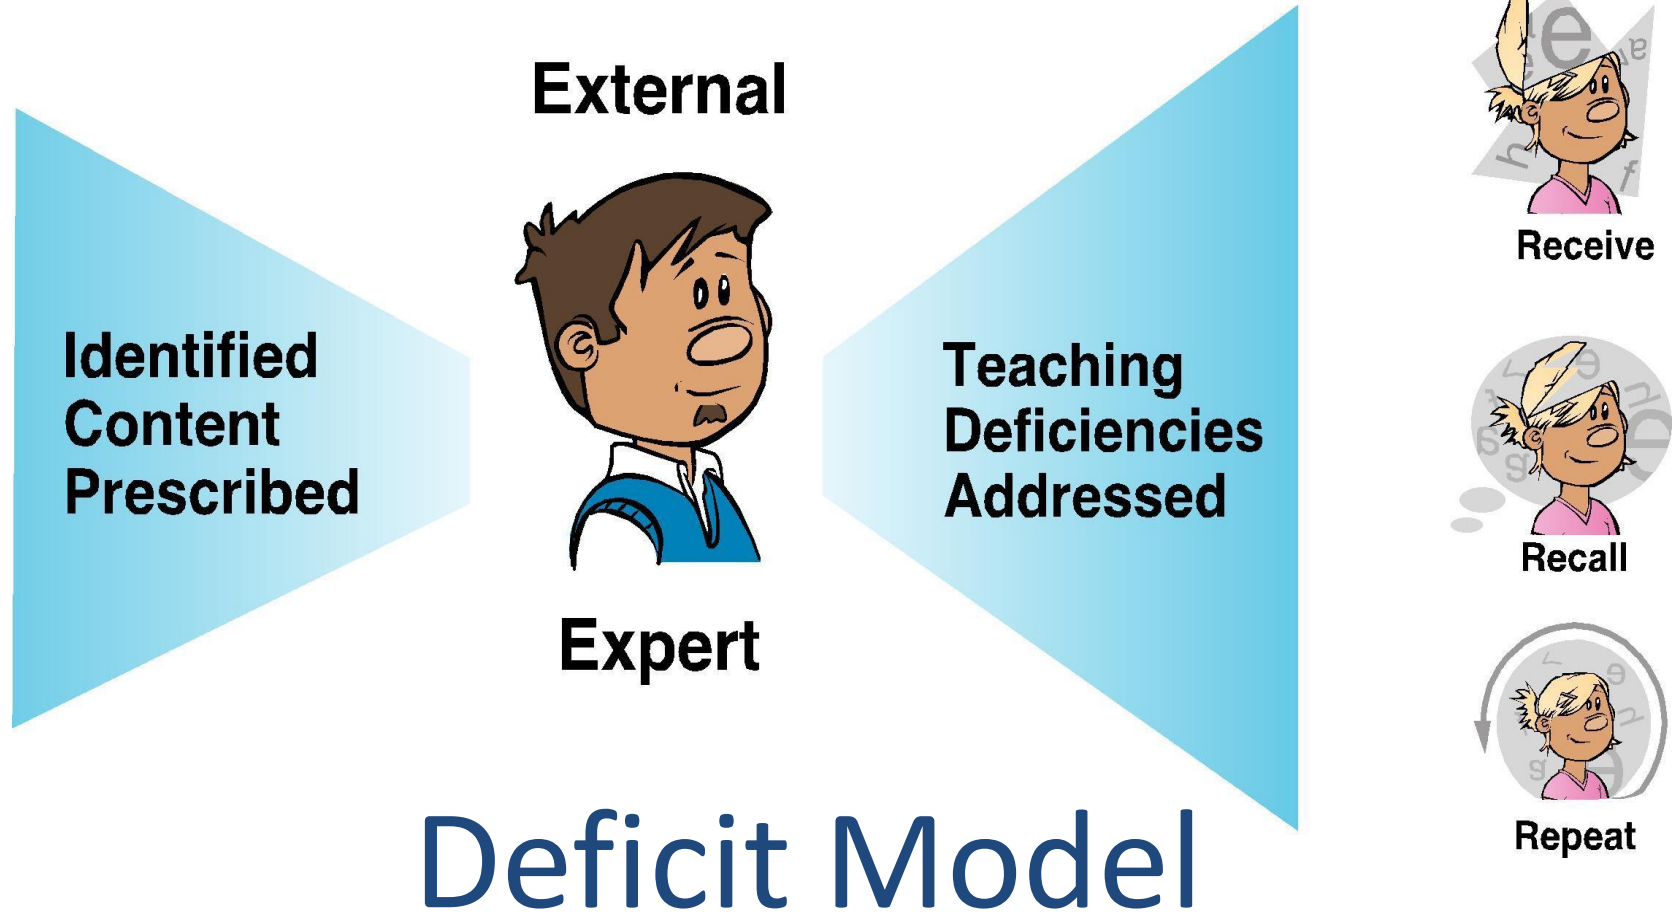 External
Identified
Content
Prescribed
Expert
Teaching
Deficiencies
Addressed
Receive
Recall
Repeat
Deficit Model